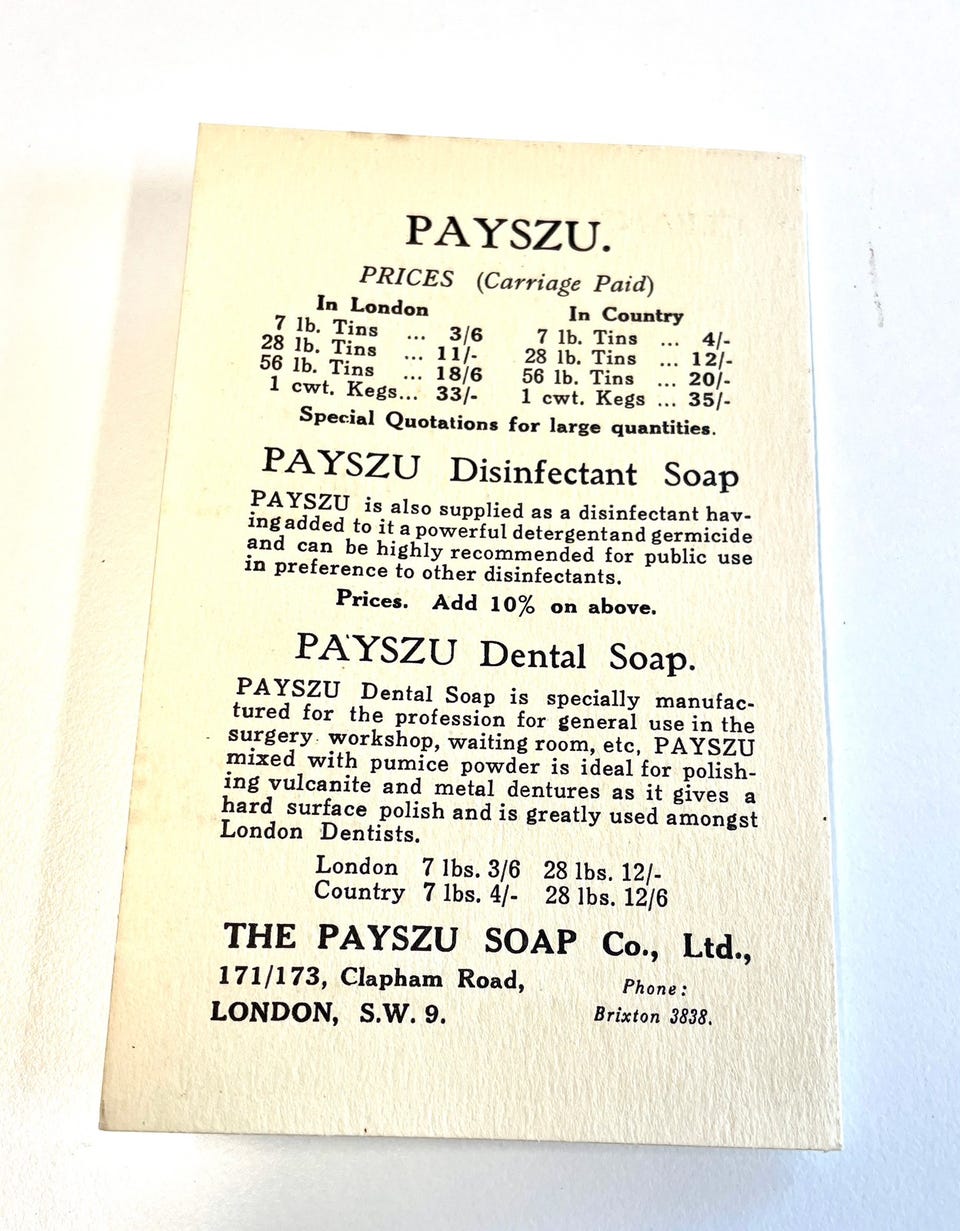 PAYSZU.
PRICES (Carriage Paid)
In London
7 lb. Tins ... 3/6
28 lb. Tins ... 11/-
56 lb. Tins ... 18/6
1 cwt. Kegs... 33/-
In Country
7 lb. Tins ... 4/-
28 lb. Tins ... 12/-
56 lb. Tins ... 20/-
1 cwt. Kegs ... 35/-
Special Quotations for large quantities.
PAYSZU Disinfectant Soap
PAYSZU is also supplied as a disinfectant hav-
ing added to it a powerful detergentand germicide
and can be highly recommended for public use
in preference to other disinfectants.
Prices. Add 10% on above.
PAYSZU Dental Soap.
PAYSZU Dental Soap is specially manufac-
tured for the profession for general use in the
surgery workshop, waiting room, etc, PAYSZU
mixed with pumice powder is ideal for polish-
ing vulcanite and metal dentures as it gives a
hard surface polish and is greatly used amongst
London Dentists.
London 7 lbs. 3/6 28 lbs. 12/-
Country 7 lbs. 4/- 28 lbs. 12/6
THE PAYSZU SOAP Co., Ltd.,
171/173, Clapham Road,
LONDON, S.W. 9.
Phone:
Brixton 3838.